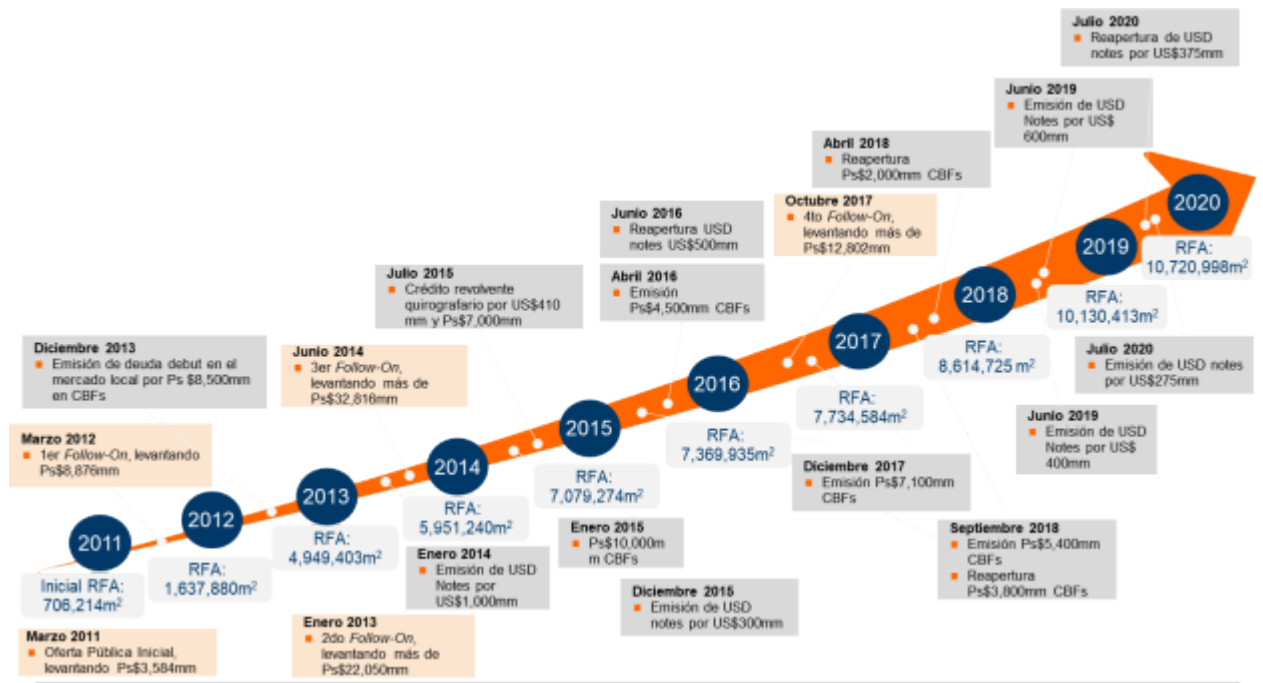 Julio 2020
Reapertura de USD
notes por US$375mm
Junio 2019
Emisión de USD
Notes por US$
600mm
Abril 2018
Reapertura
Ps$2,000mm CBFs
Octubre 2017
4to Follow-On,
levantando más de
Ps$12,802mm
Junio 2016
Reapertura USD
notes US$500mm
Abril 2016
Emisión
Ps$4,500mm CBFs
Julio 2015
Crédito revolvente
quirografario por US$410
mm y Ps$7,000mm
Junio 2014
3er Follow-On,
levantando más de
Ps$32,816mm
Diciembre 2013
Emisión de deuda debut en el
mercado local por Ps $8,500mm
en CBFs
Marzo 2012
1er Follow-On, levantando
Ps$8,876mm
2011
2012
2013
2014
2015
2016
2017
2018
2019
2020
Inicial RFA:
706,214m²
RFA:
1,637,880m²
RFA:
4,949,403m²
RFA:
5,951,240m²
RFA:
7,079,274m²
RFA:
7,369,935m²
RFA:
7,734,584m²
RFA:
8,614,725 m²
RFA:
10,130,413m²
RFA:
10,720,998m²
Marzo 2011
Oferta Pública Inicial,
levantando Ps$3,584mm
Enero 2013
2do Follow-On,
levantando más de
Ps$22,050mm
Enero 2014
Emisión de USD
Notes por
US$1,000mm
Enero 2015
Ps$10,000m
m CBFs
Diciembre 2015
Emisión de USD
notes por US$300mm
Diciembre 2017
Emisión Ps$7,100mm
CBFs
Septiembre 2018
Emisión Ps$5,400mm
CBFs
Reapertura
Ps$3,800mm CBFs
Junio 2019
Emisión de USD
Notes por US$
400mm
Julio 2020
Emisión de USD notes
por US$275mm